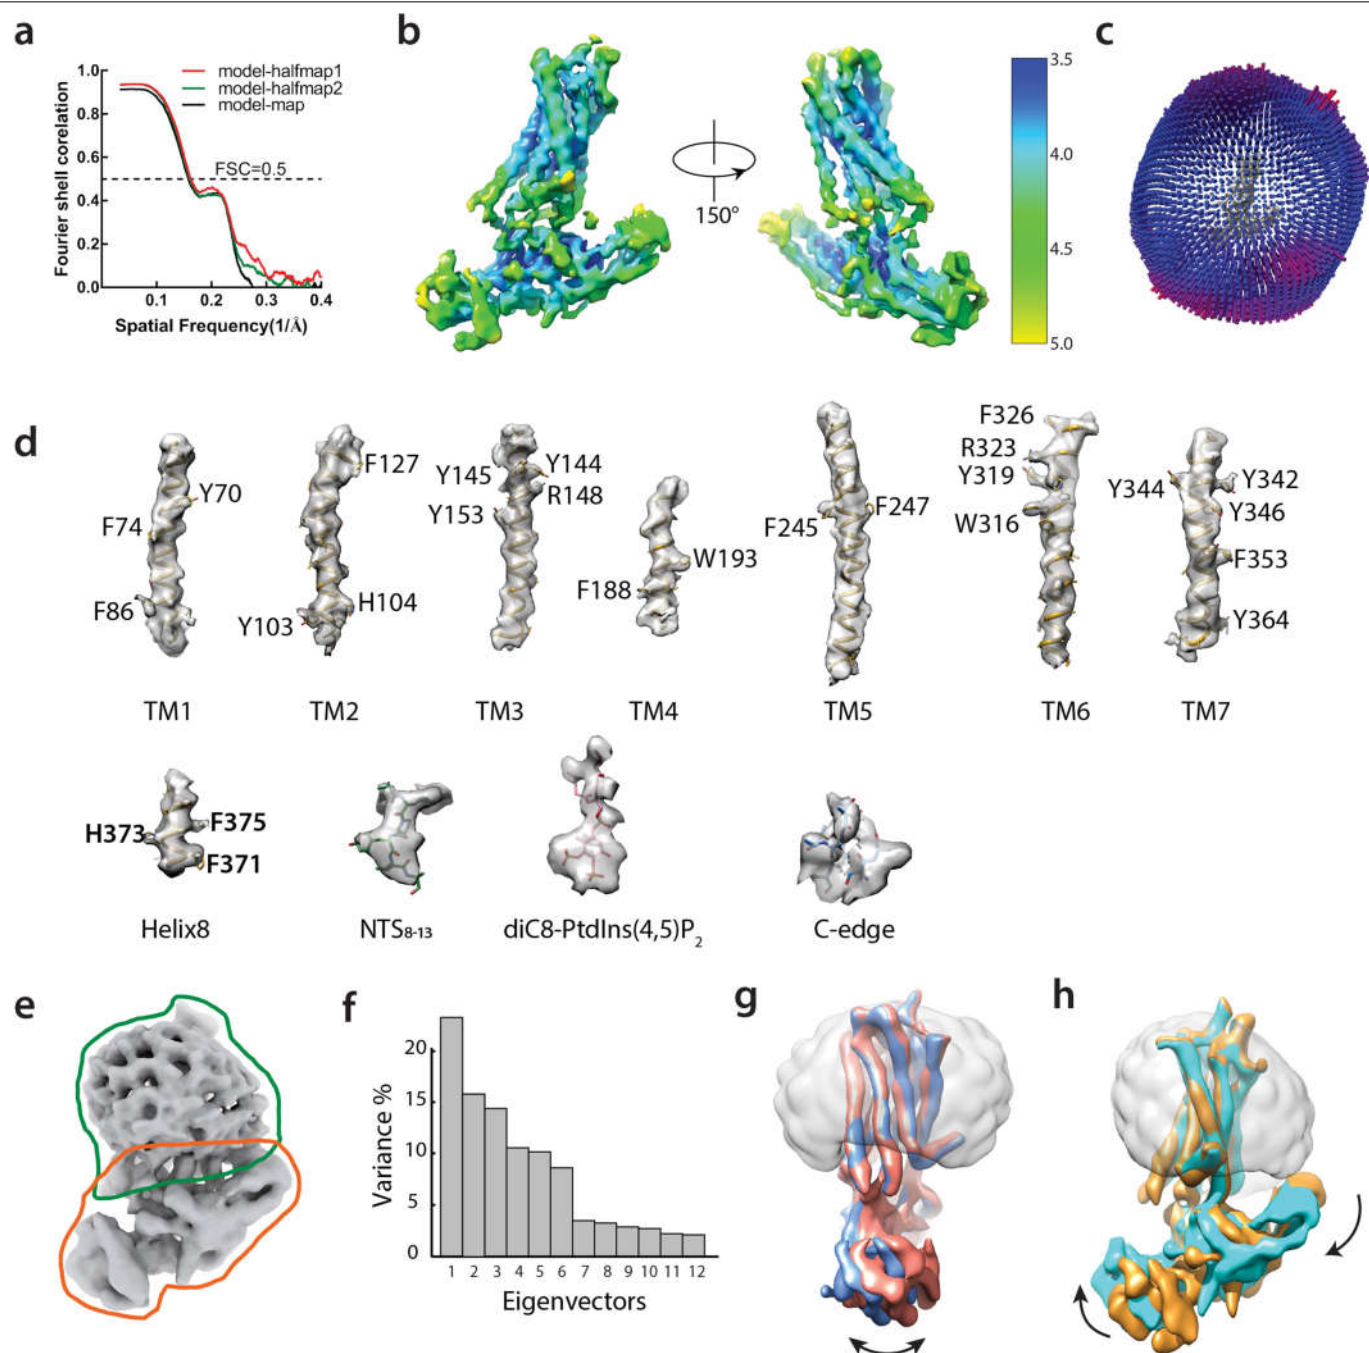 a
1.0
0.8
0.6
0.4
0.2
0.0
0.1
0.2
0.3
0.4
Fourier shell corelation
Spatial Frequency(1/Å)
model-halfmap1
model-halfmap2
model-map
FSC=0.5
b
150°
3.5
4.0
4.5
5.0
c
d
Y70
F74
F86
TM1
F127
H104
Y103
TM2
Y145
Y144
R148
Y153
TM3
W193
F188
TM4
F245
F247
TM5
F326
R323
Y319
W316
TM6
Y344
Y342
Y346
F353
Y364
TM7
H373
F375
F371
Helix8
NTS8-13
diC8-PtdIns(4,5)P2
C-edge
e
f
Variance %
20
15
10
5
0
1 2 3 4 5 6 7 8 9 10 11 12
Eigenvectors
g
h